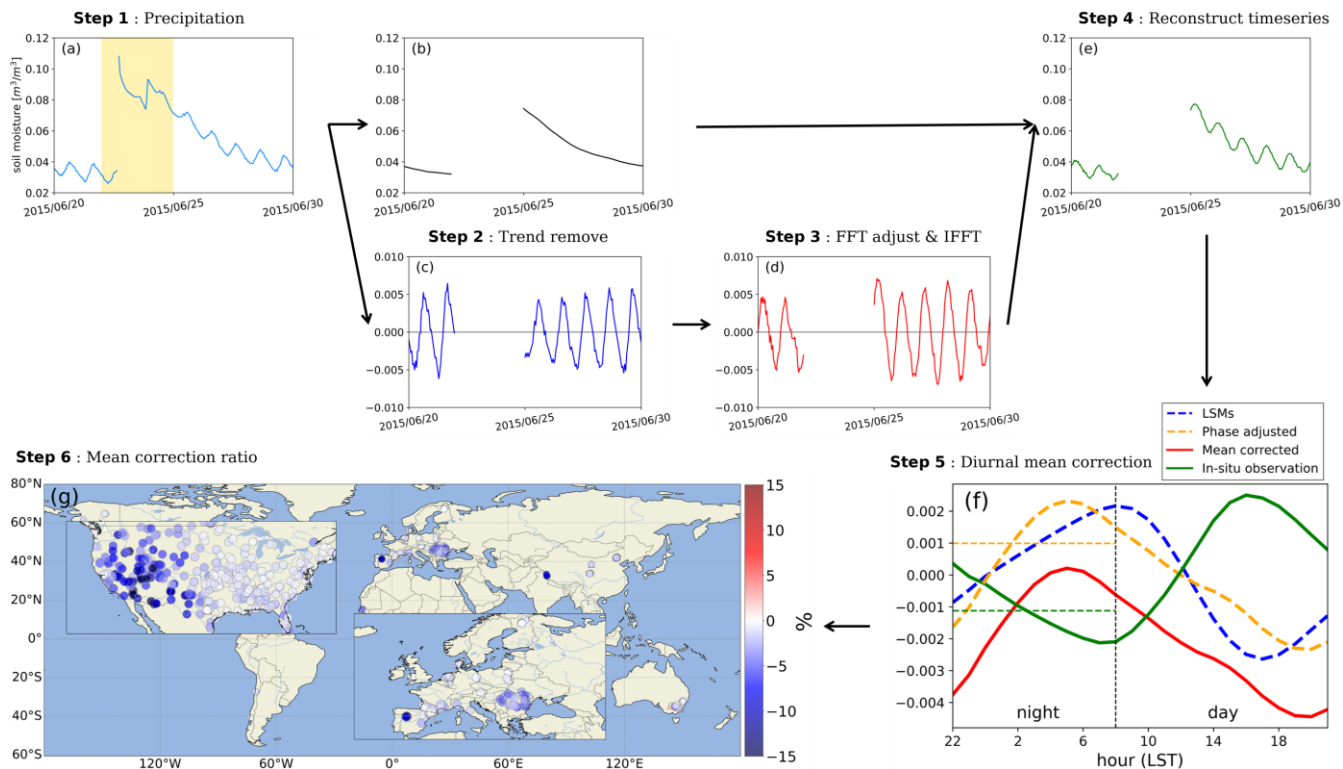 Step 1 : Precipitation
Step 4 : Reconstruct timeseries
soil moisture [m³/m³]
(a)
0.12
0.10
0.08
0.06
0.04
0.02
2015/06/20
2015/06/25
2015/06/30
(b)
0.12
0.10
0.08
0.06
0.04
0.02
2015/06/20
2015/06/25
2015/06/30
(e)
0.12
0.10
0.08
0.06
0.04
0.02
2015/06/20
2015/06/25
2015/06/30
Step 2 : Trend remove
(c)
0.010
0.005
0.000
−0.005
−0.010
2015/06/20
2015/06/25
2015/06/30
Step 3 : FFT adjust & IFFT
(d)
0.010
0.005
0.000
−0.005
−0.010
2015/06/20
2015/06/25
2015/06/30
LSMs
Phase adjusted
Mean corrected
In-situ observation
Step 6 : Mean correction ratio
(g)
80°N
60°N
40°N
20°N
0°
20°S
40°S
60°S
120°W
60°W
0°E
60°E
120°E
15
10
5
0
−5
−10
−15
%
Step 5 : Diurnal mean correction
(f)
0.002
0.001
0.000
−0.001
−0.002
−0.003
−0.004
night
day
22
2
6
10
14
18
hour (LST)